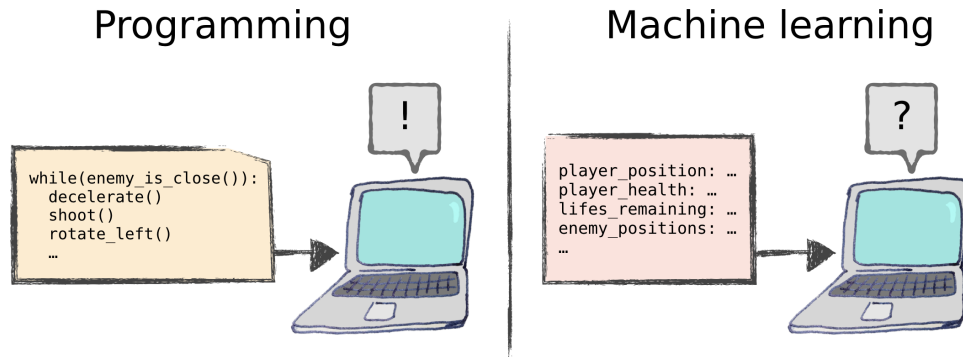 Programming
!
while(enemy_is_close()):
  decelerate()
  shoot()
  rotate_left()
  …
Machine learning
?
player_position: …
player_health: …
lifes_remaining: …
enemy_positions: …
…